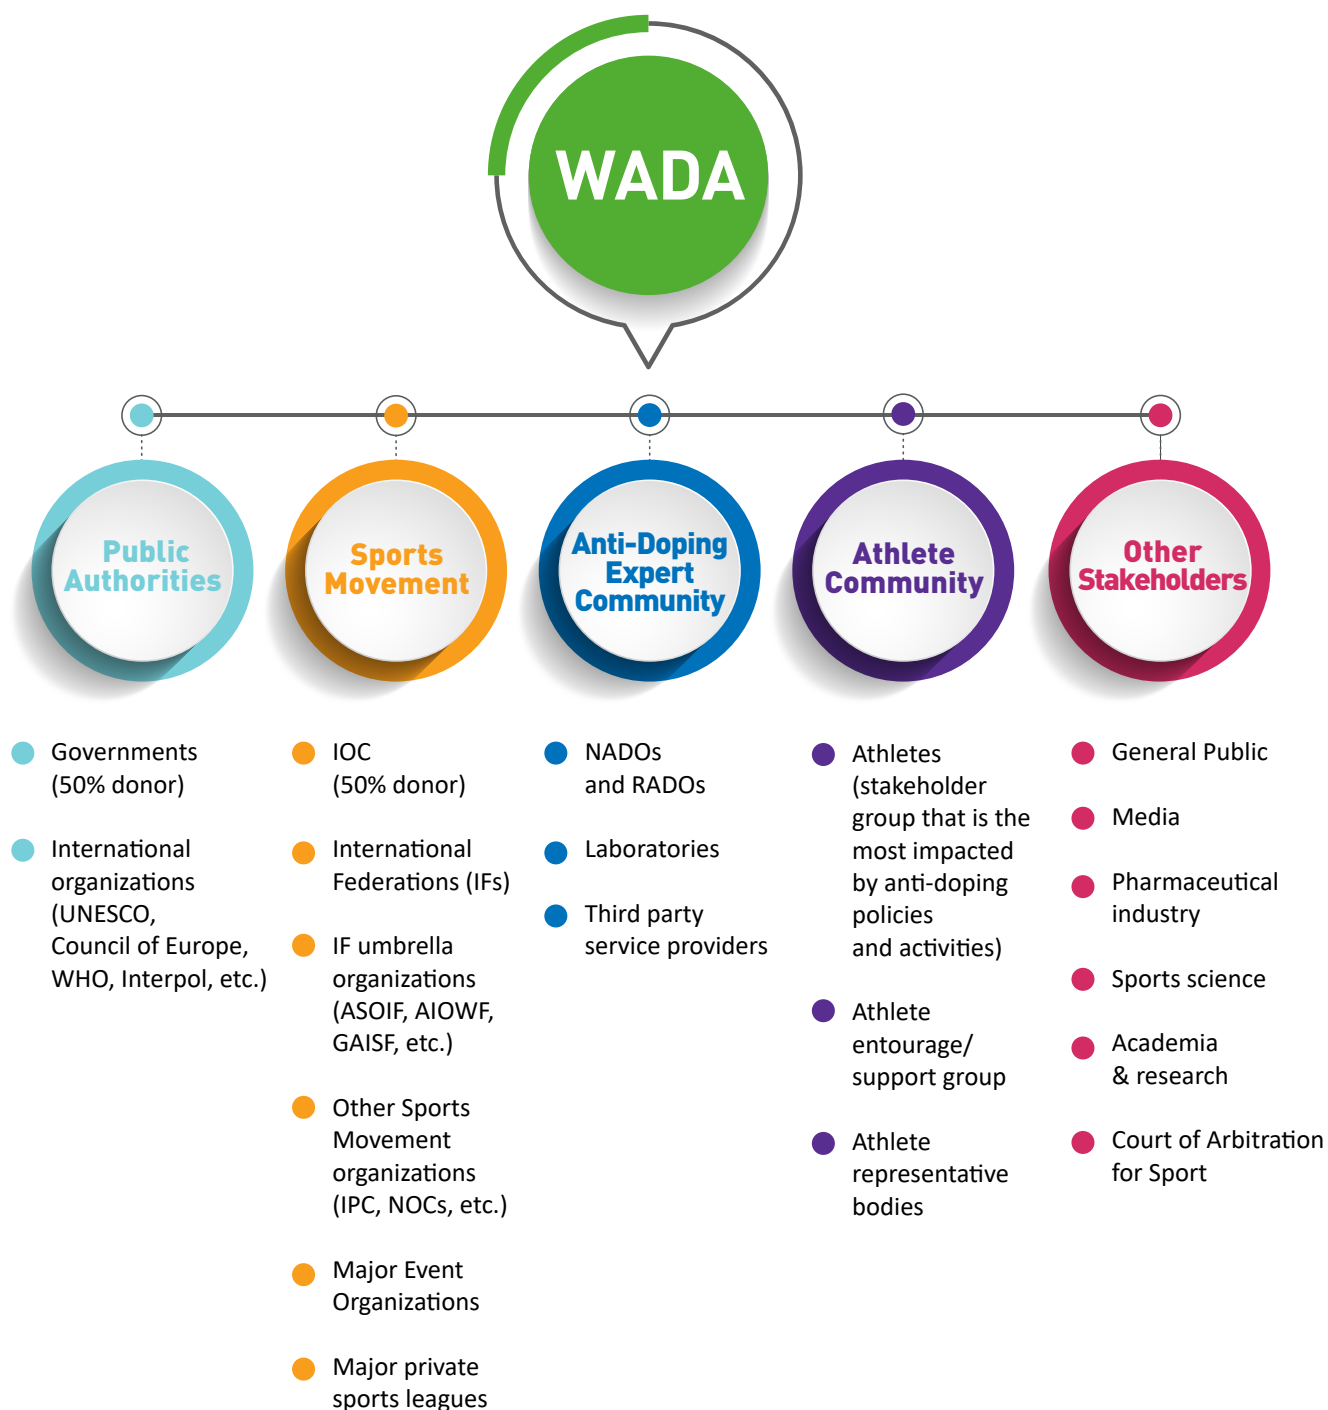 WADA
Public
Authorities
Sports
Movement
Anti-Doping
Expert
Community
Athlete
Community
Other
Stakeholders
Governments
(50% donor)
International
organizations
(UNESCO,
Council of Europe,
WHO, Interpol, etc.)
IOC
(50% donor)
International
Federations (IFs)
IF umbrella
organizations
(ASOIF, AIOWF,
GAISF, etc.)
Other Sports
Movement
organizations
(IPC, NOCs, etc.)
Major Event
Organizations
Major private
sports leagues
NADOs
and RADOs
Laboratories
Third party
service providers
Athletes
(stakeholder
group that is the
most impacted
by anti-doping
policies
and activities)
Athlete
entourage/
support group
Athlete
representative
bodies
General Public
Media
Pharmaceutical
industry
Sports science
Academia
& research
Court of Arbitration
for Sport